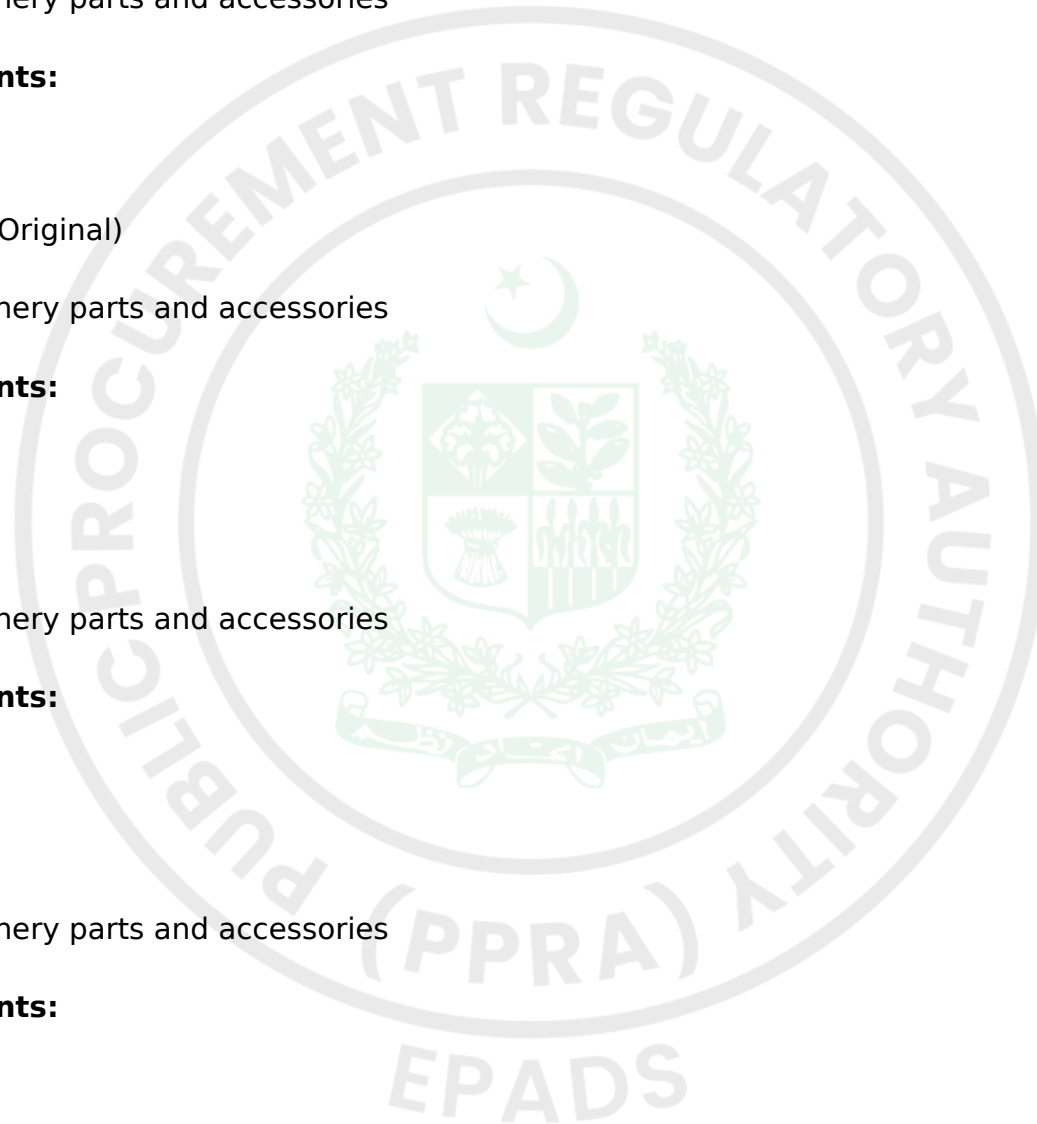 nery parts and accessories
nts:
Original)
nery parts and accessories
nts:
nery parts and accessories
nts:
nery parts and accessories
nts:
PUBLIC PROCUREMENT REGULATORY AUTHORITY
(PPRA)
EPADS